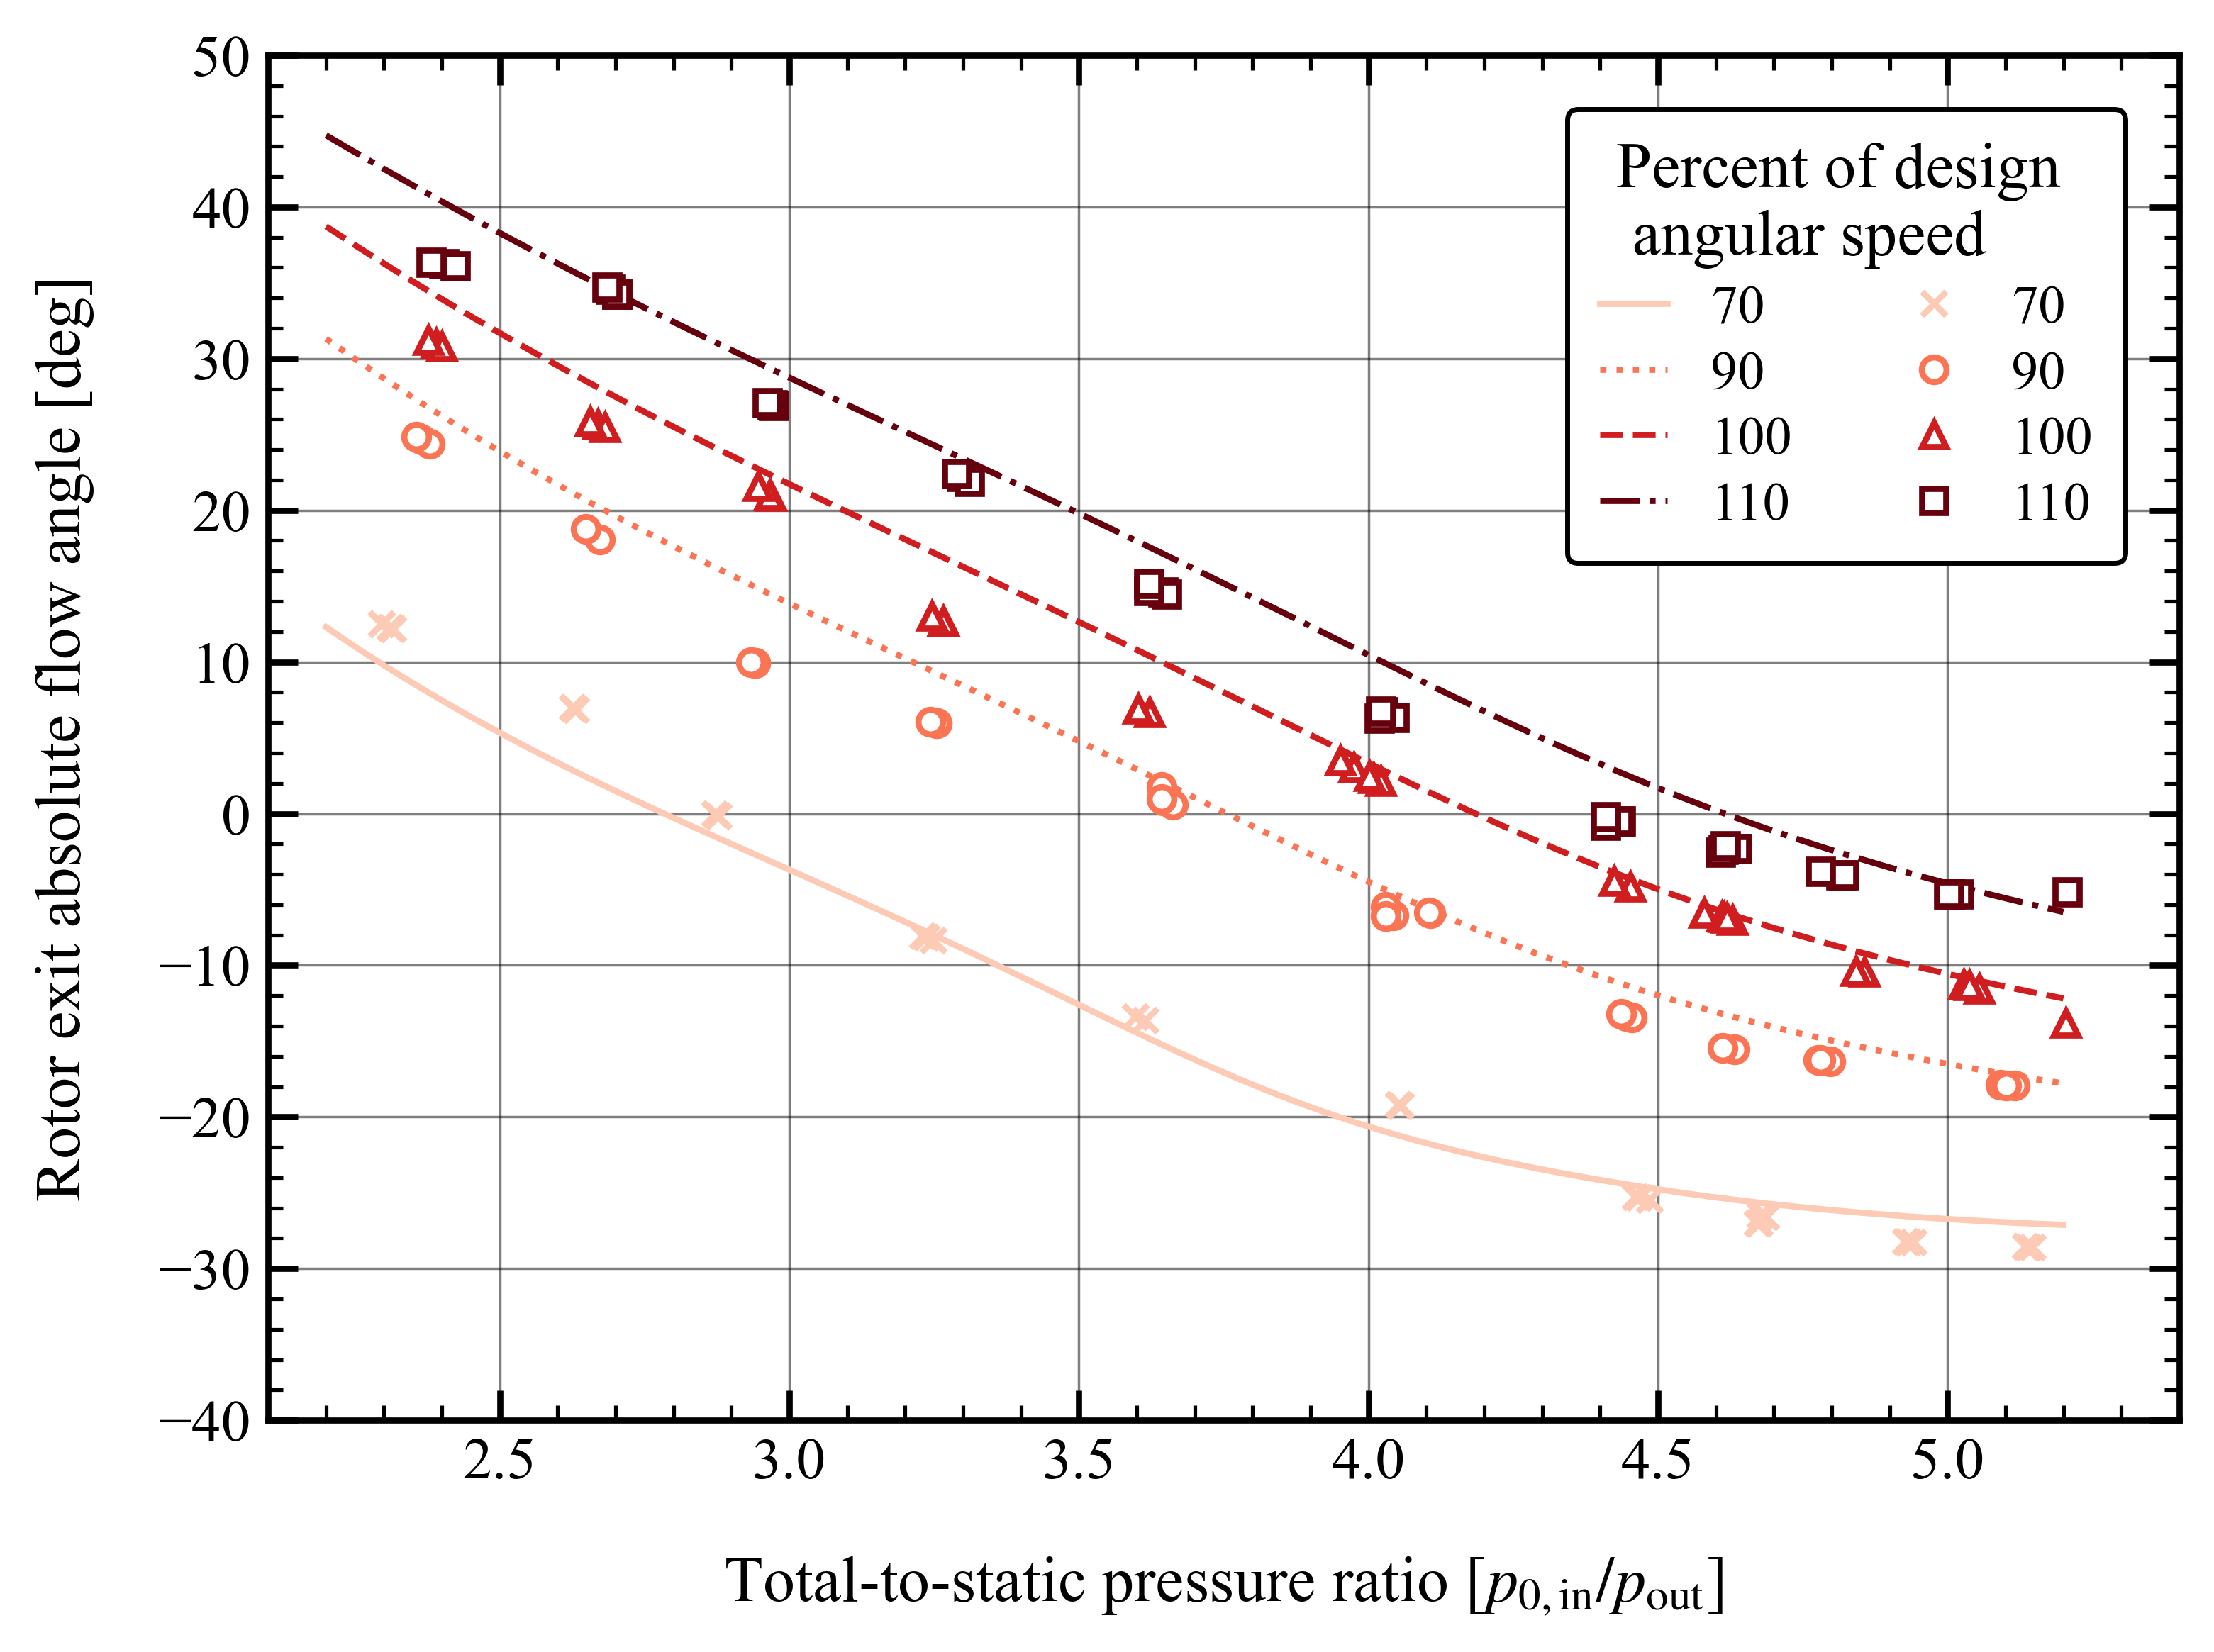 50
40
30
20
10
0
−10
−20
−30
−40
Rotor exit absolute flow angle [deg]
Percent of design
angular speed
70 70
90 90
100 100
110 110
2.5 3.0 3.5 4.0 4.5 5.0
Total-to-static pressure ratio [p0, in/pout]